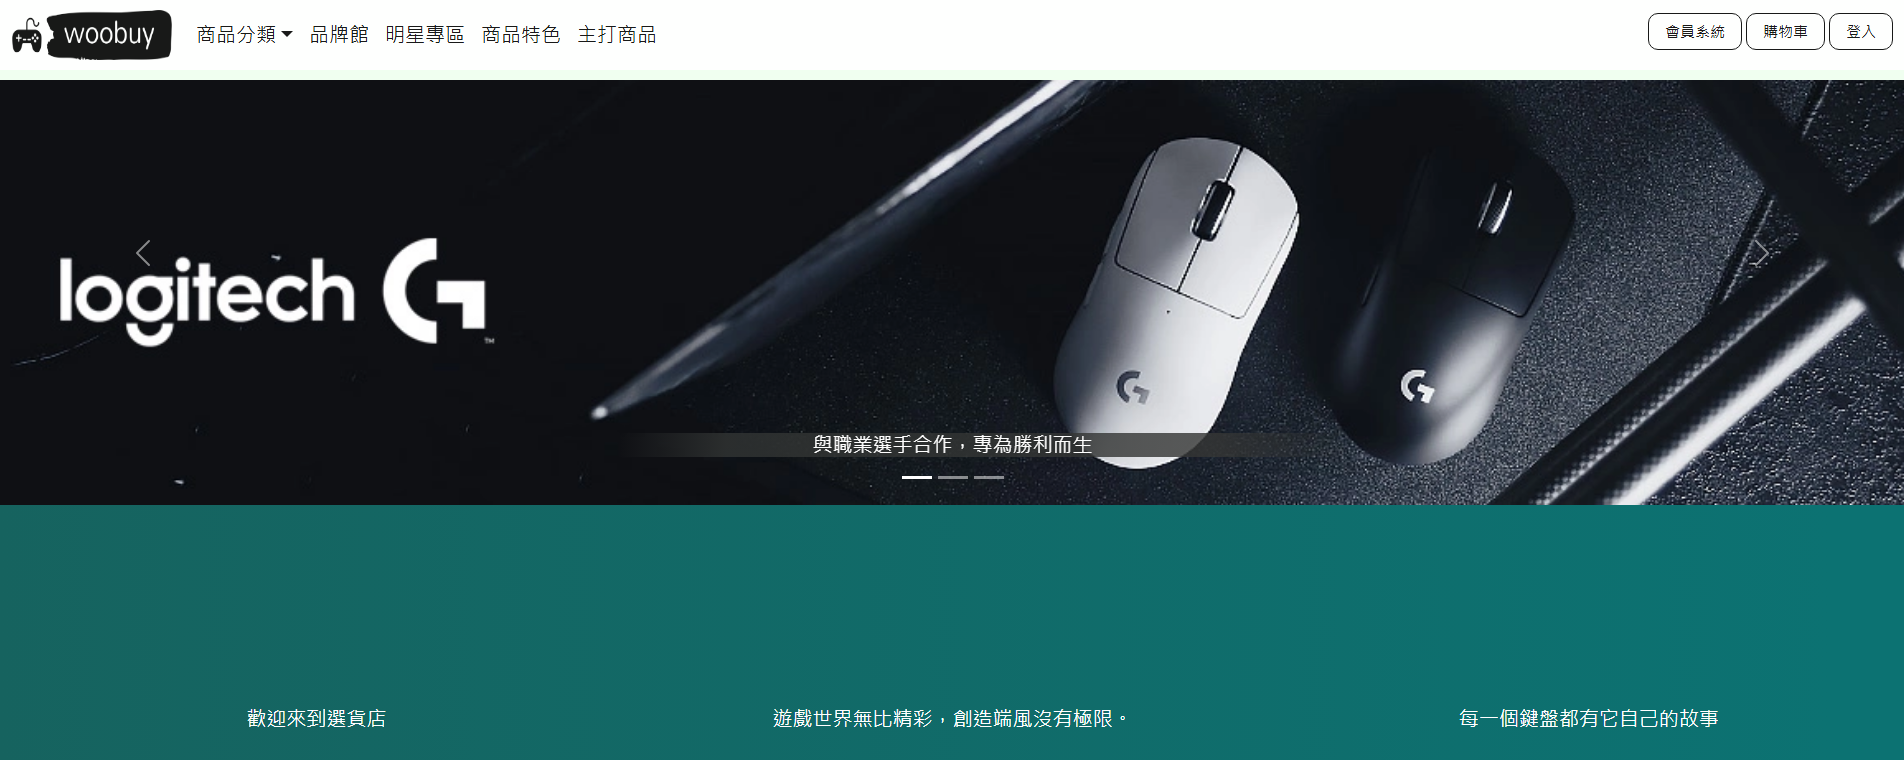 woobuy
商品分類
品牌館
明星專區
商品特色
主打商品
會員系統
購物車
登入
logitech G
TM
與職業選手合作，專為勝利而生
歡迎來到選貨店
遊戲世界無比精彩，創造端風沒有極限。
每一個鍵盤都有它自己的故事